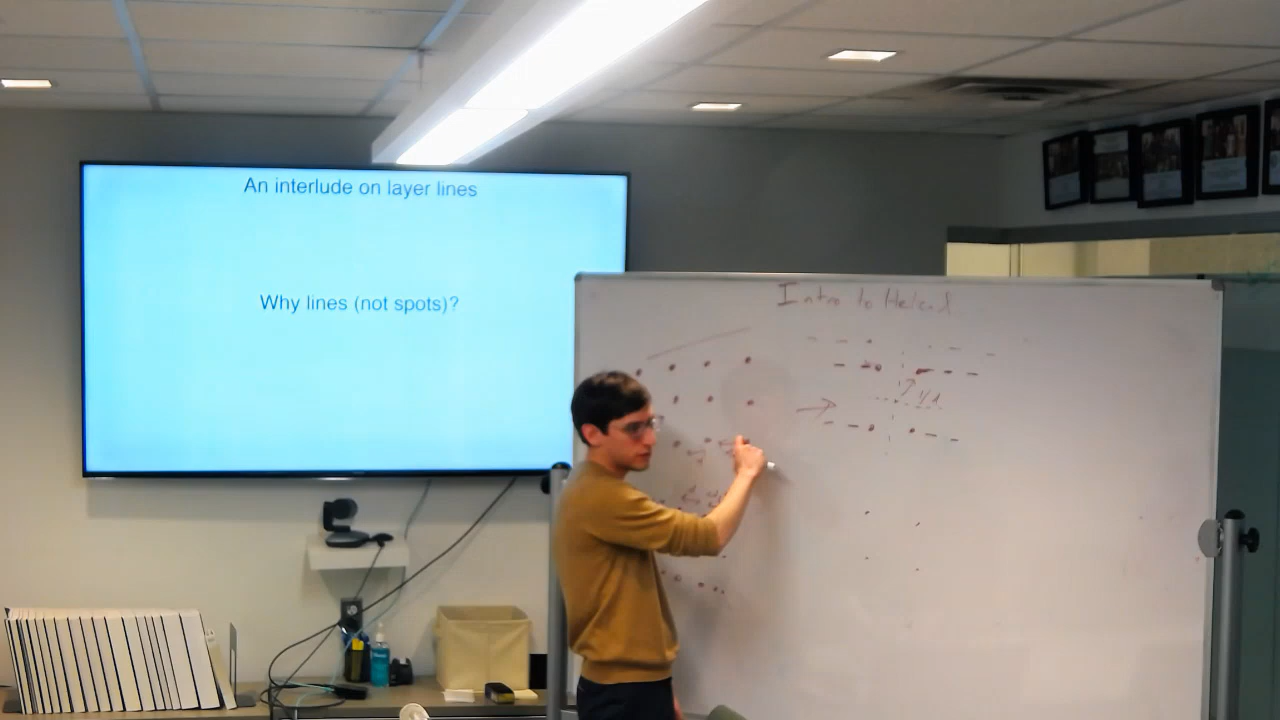 An interlude on layer lines
Why lines (not spots)?
Intro to Helical